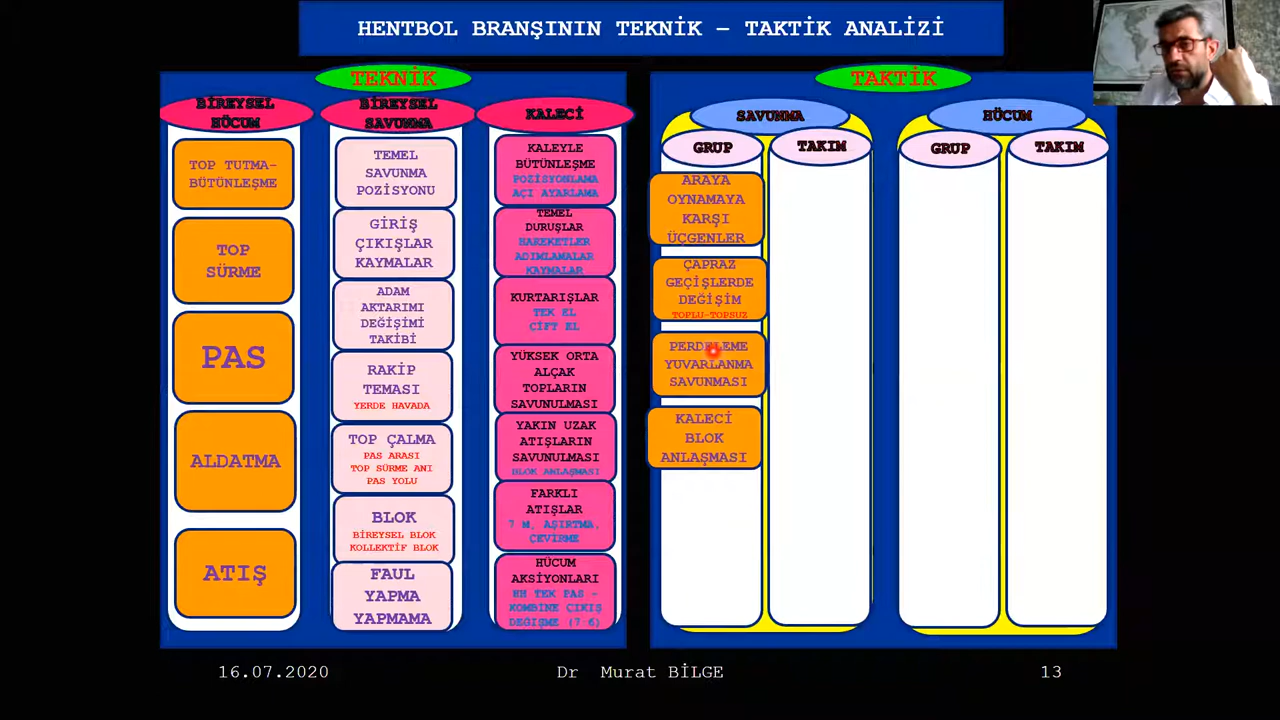 HENTBOL BRANŞININ TEKNİK – TAKTİK ANALİZİ
TEKNİK
BİREYSEL
HÜCUM
TOP TUTMA-
BÜTÜNLEŞME
TOP
SÜRME
PAS
ALDATMA
ATIŞ
BİREYSEL
SAVUNMA
TEMEL
SAVUNMA
POZİSYONU
GİRİŞ
ÇIKIŞLAR
KAYMALAR
ADAM
AKTARIMI
DEĞİŞİMİ
TAKİBİ
RAKİP
TEMASI
YERDE HAVADA
TOP ÇALMA
PAS ARASI
TOP SÜRME ANI
PAS YOLU
BLOK
BİREYSEL BLOK
KOLLEKTİF BLOK
FAUL
YAPMA
YAPMAMA
KALECİ
KALEYLE
BÜTÜNLEŞME
POZİSYONLAMA
AÇI AYARLAMA
TEMEL
DURUŞLAR
HAREKETLER
ADIMLAMALAR
KAYMALAR
KURTARIŞLAR
TEK EL
ÇİFT EL
YÜKSEK ORTA
ALÇAK
TOPLARIN
SAVUNULMASI
YAKIN UZAK
ATIŞLARIN
SAVUNULMASI
BLOK ANLAŞMASI
FARKLI
ATIŞLAR
7 M, AŞIRTMA,
ÇEVİRME
HÜCUM
AKSİYONLARI
HH TEK PAS –
KOMBİNE ÇIKIŞ
DEĞİŞME (7-6)
TAKTİK
SAVUNMA
GRUP
TAKIM
ARAYA
OYNAMAYA
KARŞI
ÜÇGENLER
ÇAPRAZ
GEÇİŞLERDE
DEĞİŞİM
TOPLU-TOPSUZ
PERDELEME
YUVARLANMA
SAVUNMASI
KALECİ
BLOK
ANLAŞMASI
HÜCUM
GRUP
TAKIM
16.07.2020
Dr Murat BİLGE
13